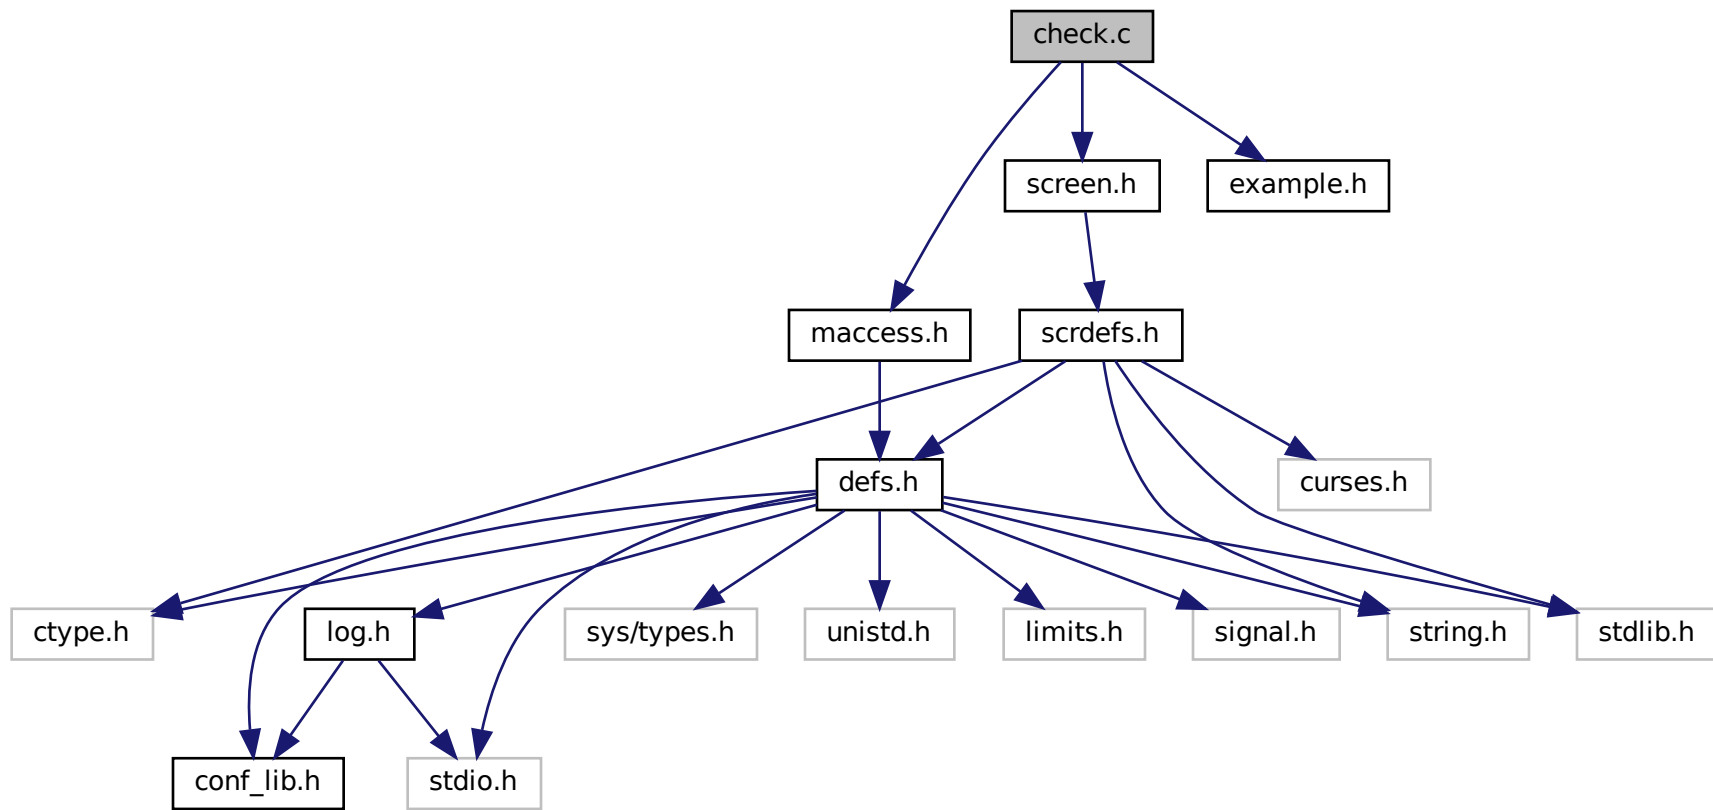 check.c
screen.h
example.h
maccess.h
scrdefs.h
defs.h
curses.h
ctype.h
log.h
sys/types.h
unistd.h
limits.h
signal.h
string.h
stdlib.h
conf_lib.h
stdio.h